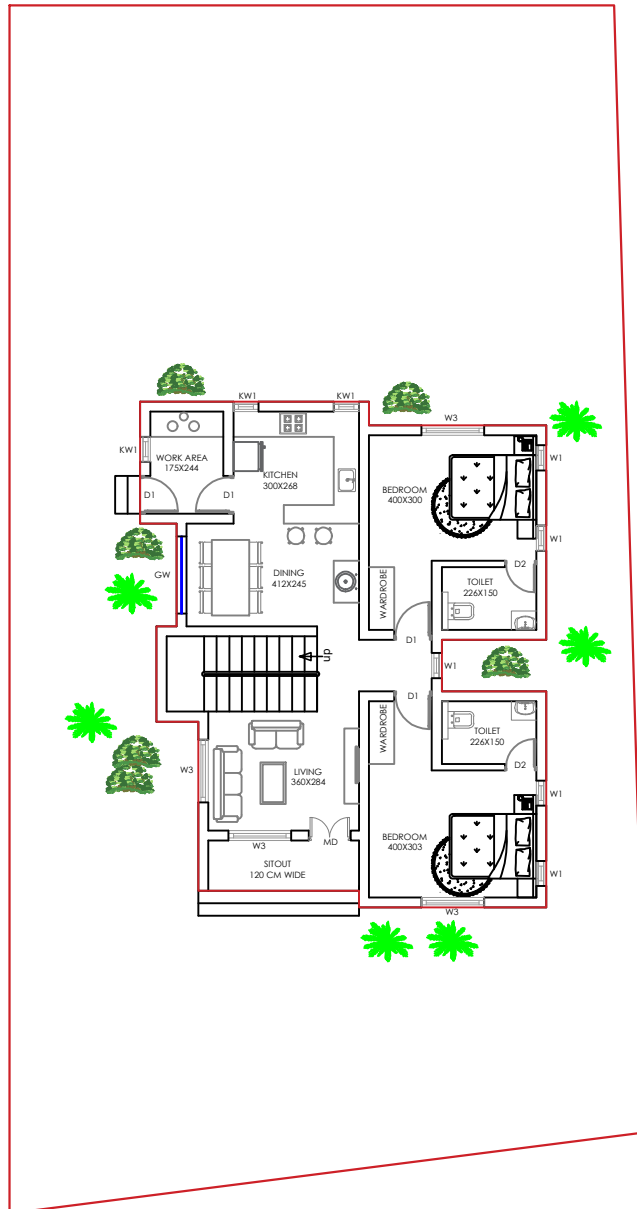 KW1
KW1
W3
KW1
WORK AREA
175X244
KITCHEN
300X268
W1
BEDROOM
400X300
D1
D1
W1
GW
DINING
412X245
WARDROBE
D2
TOILET
226X150
D1
up
W1
D1
WARDROBE
TOILET
226X150
W3
LIVING
360X284
D2
W1
W3
MD
BEDROOM
400X303
SITOUT
120 CM WIDE
W1
W3